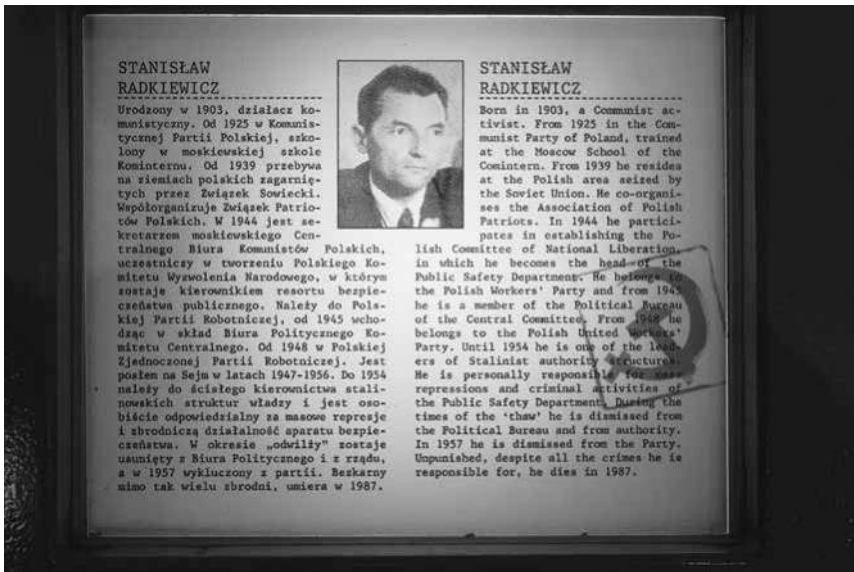 STANISŁAW
RADKIEWICZ
Urodzony w 1903, działacz ko-
munistyczny. Od 1925 w Komunis-
tycznej Partii Polskiej, szko-
lony w moskiewskiej szkole
Kominternu. Od 1939 przebywa
na ziemiach polskich zagarnię-
tych przez Związek Sowiecki.
Współorganizuje Związek Patrio-
tów Polskich. W 1944 jest se-
kretarzem moskiewskiego Cen-
tralnego Biura Komunistów Polskich,
uczestniczy w tworzeniu Polskiego Ko-
mitetu Wyzwolenia Narodowego, w którym
zostaje kierownikiem resortu bezpie-
czeństwa publicznego. Należy do Pols-
kiej Partii Robotniczej, od 1945 wcho-
dząc w skład Biura Politycznego Ko-
mitetu Centralnego. Od 1948 w Polskiej
Zjednoczonej Partii Robotniczej. Jest
posłem na Sejm w latach 1947-1956. Do 1954
należy do ścisłego kierownictwa stali-
nowskich struktur władzy i jest oso-
biście odpowiedzialny za masowe represje
i zbrodniczą działalność aparatu bezpie-
czeństwa. W okresie „odwilży” zostaje
usunięty z Biura Politycznego i z rządu,
a w 1957 wykluczony z partii. Bezkarny
mimo tak wielu zbrodni, umiera w 1987.
STANISŁAW
RADKIEWICZ
Born in 1903, a Communist ac-
tivist. From 1925 in the Com-
munist Party of Poland, trained
at the Moscow School of the
Comintern. From 1939 he resides
at the Polish area seized by
the Soviet Union. He co-organi-
ses the Association of Polish
Patriots. In 1944 he partici-
pates in establishing the Po-
lish Committee of National Liberation,
in which he becomes the head of the
Public Safety Department. He belongs to
the Polish Workers' Party and from 1945
he is a member of the Political Bureau
of the Central Committee. From 1948 he
belongs to the Polish United Workers'
Party. Until 1954 he is one of the lead-
ers of Stalinist authority structures.
He is personally responsible for mass
repressions and criminal activities of
the Public Safety Department. During the
times of the 'thaw' he is dismissed from
the Political Bureau and from authority.
In 1957 he is dismissed from the Party.
Unpunished, despite all the crimes he is
responsible for, he dies in 1987.